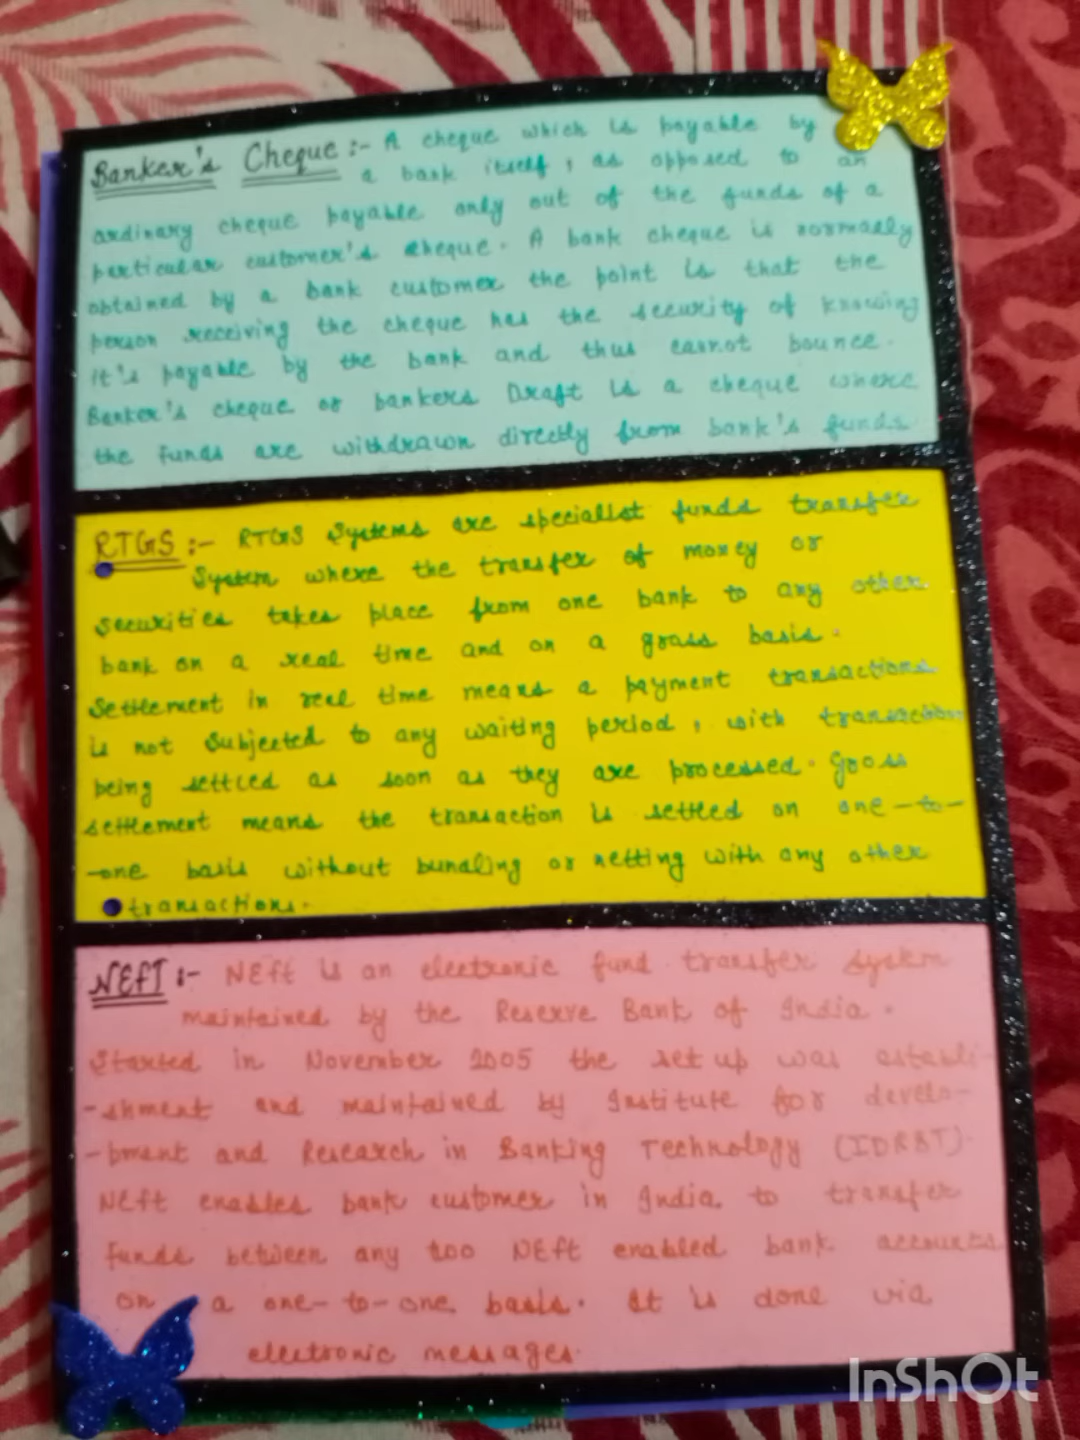 Banker's Cheque :- A cheque which is payable by
a bank itself, as opposed to an
ordinary cheque payable only out of the funds of a
particular customer's cheque. A bank cheque is normally
obtained by a bank customer the point is that the
person receiving the cheque has the security of knowing
it's payable by the bank and thus cannot bounce.
Banker's cheque or bankers Draft is a cheque where
the funds are withdrawn directly from bank's funds.
RTGS :- RTGS Systems are specialist funds transfer
System where the transfer of money or
securities takes place from one bank to any other
bank on a real time and on a gross basis.
Settlement in real time means a payment transactions
is not Subjected to any waiting period, with transaction
being settled as soon as they are processed. Gross
settlement means the transaction is settled on one-to-
-one basis without bundling or netting with any other
transactions.
NEFT :- NEFT is an electronic fund transfer system
maintained by the Reserve Bank of India.
Started in November 2005 the set up was establi-
-shment and maintained by Institute for develo-
-pment and Research in Banking Technology (IDRBT).
NEFT enables bank customer in India, to transfer
funds between any too NEFT enabled bank accounts
on a one-to-one basis. It is done via
electronic messages.
InShOt